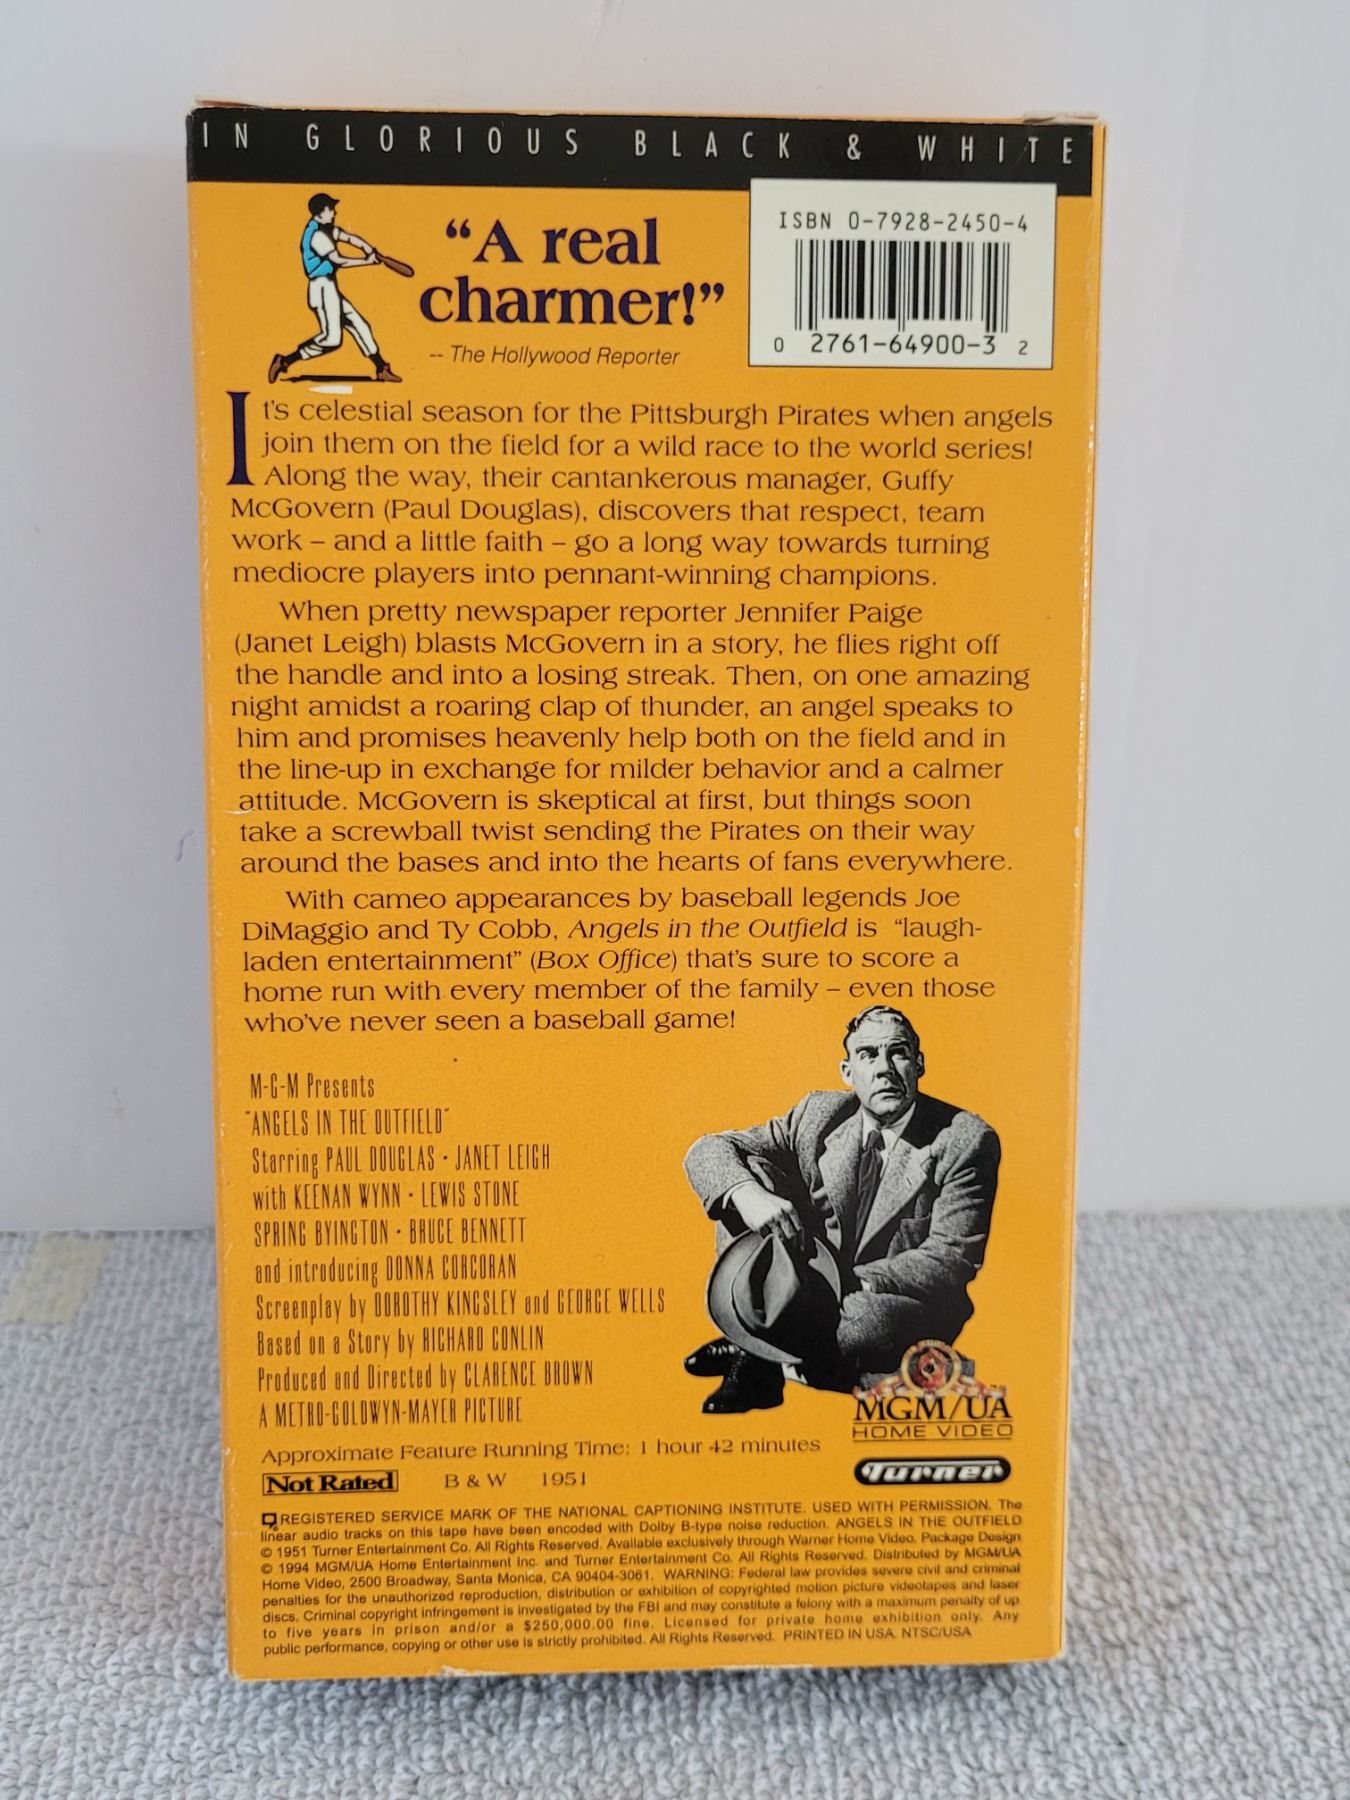 IN GLORIOUS BLACK & WHITE
"A real
charmer!"
-- The Hollywood Reporter
ISBN 0-7928-2450-4
0 2761-64900-3 2
It's celestial season for the Pittsburgh Pirates when angels
join them on the field for a wild race to the world series!
Along the way, their cantankerous manager, Guffy
McGovern (Paul Douglas), discovers that respect, team
work – and a little faith – go a long way towards turning
mediocre players into pennant-winning champions.
When pretty newspaper reporter Jennifer Paige
(Janet Leigh) blasts McGovern in a story, he flies right off
the handle and into a losing streak. Then, on one amazing
night amidst a roaring clap of thunder, an angel speaks to
him and promises heavenly help both on the field and in
the line-up in exchange for milder behavior and a calmer
attitude. McGovern is skeptical at first, but things soon
take a screwball twist sending the Pirates on their way
around the bases and into the hearts of fans everywhere.
With cameo appearances by baseball legends Joe
DiMaggio and Ty Cobb, Angels in the Outfield is "laugh-
laden entertainment" (Box Office) that's sure to score a
home run with every member of the family – even those
who've never seen a baseball game!
M-G-M Presents
"ANGELS IN THE OUTFIELD"
Starring PAUL DOUGLAS · JANET LEIGH
with KEENAN WYNN · LEWIS STONE
SPRING BYINGTON · BRUCE BENNETT
and introducing DONNA CORCORAN
Screenplay by DOROTHY KINGSLEY and GEORGE WELLS
Based on a Story by RICHARD CONLIN
Produced and Directed by CLARENCE BROWN
A METRO-GOLDWYN-MAYER PICTURE
MGM/UA
HOME VIDEO
Turner
Approximate Feature Running Time: 1 hour 42 minutes
Not Rated B & W 1951
REGISTERED SERVICE MARK OF THE NATIONAL CAPTIONING INSTITUTE. USED WITH PERMISSION. The
linear audio tracks on this tape have been encoded with Dolby B-type noise reduction. ANGELS IN THE OUTFIELD
© 1951 Turner Entertainment Co. All Rights Reserved. Available exclusively through Warner Home Video. Package Design
© 1994 MGM/UA Home Entertainment Inc. and Turner Entertainment Co. All Rights Reserved. Distributed by MGM/UA
Home Video, 2500 Broadway, Santa Monica, CA 90404-3061. WARNING: Federal law provides severe civil and criminal
penalties for the unauthorized reproduction, distribution or exhibition of copyrighted motion picture videotapes and laser
discs. Criminal copyright infringement is investigated by the FBI and may constitute a felony with a maximum penalty of up
to five years in prison and/or a $250,000.00 fine. Licensed for private home exhibition only. Any
public performance, copying or other use is strictly prohibited. All Rights Reserved. PRINTED IN USA. NTSC/USA